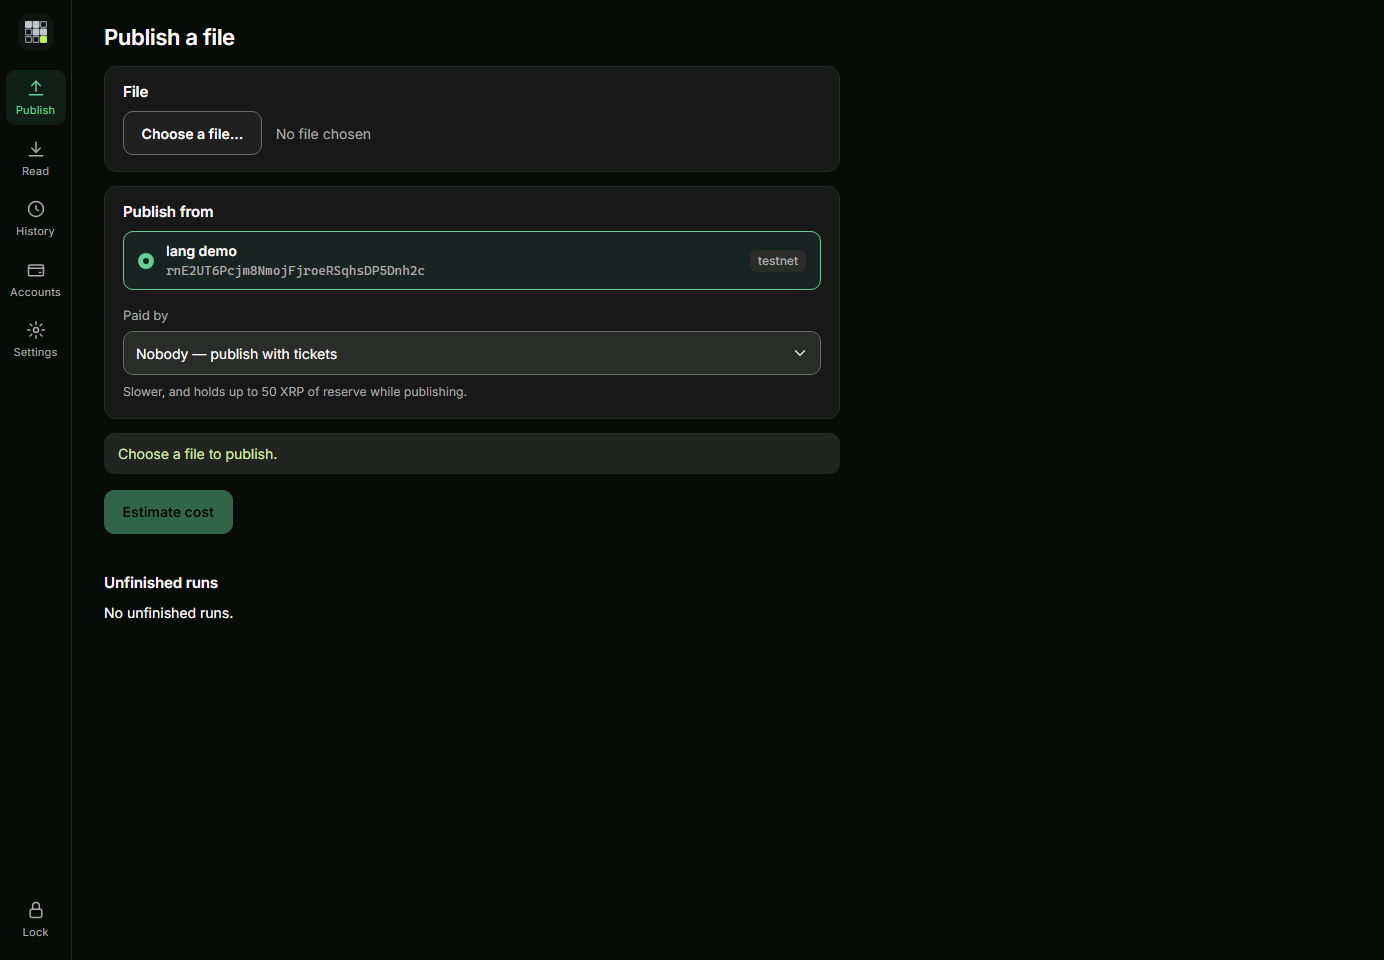 Publish a file
Publish
Read
History
Accounts
Settings
Lock
File
Choose a file...
No file chosen
Publish from
lang demo
rnE2UT6Pcjm8NmojFjroeRSqhsDP5Dnh2c
testnet
Paid by
Nobody — publish with tickets
Slower, and holds up to 50 XRP of reserve while publishing.
Choose a file to publish.
Estimate cost
Unfinished runs
No unfinished runs.